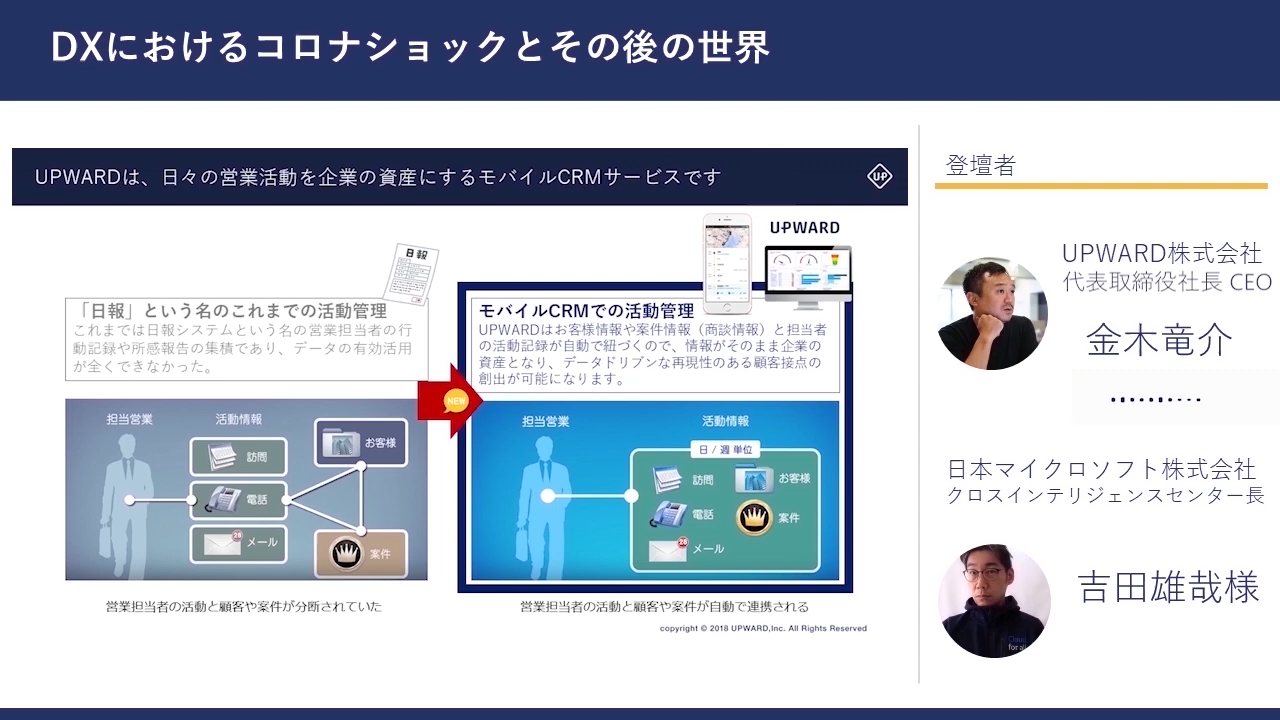 DXにおけるコロナショックとその後の世界
UPWARDは、日々の営業活動を企業の資産にするモバイルCRMサービスです
UP
UPWARD
日報
「日報」という名のこれまでの活動管理
これまでは日報システムという名の営業担当者の行
動記録や所感報告の集積であり、データの有効活用
が全くできなかった。
担当営業
活動情報
訪問
電話
28
メール
お客様
案件
営業担当者の活動と顧客や案件が分断されていた
NEW
モバイルCRMでの活動管理
UPWARDはお客様情報や案件情報（商談情報）と担当者
の活動記録が自動で紐づくので、情報がそのまま企業の
資産となり、データドリブンな再現性のある顧客接点の
創出が可能になります。
担当営業
活動情報
日 / 週 単位
訪問
お客様
電話
案件
28
メール
営業担当者の活動と顧客や案件が自動で連携される
copyright © 2018 UPWARD,Inc. All Rights Reserved
登壇者
UPWARD株式会社
代表取締役社長 CEO
金木竜介
日本マイクロソフト株式会社
クロスインテリジェンスセンター長
吉田雄哉様
Cloud
for all